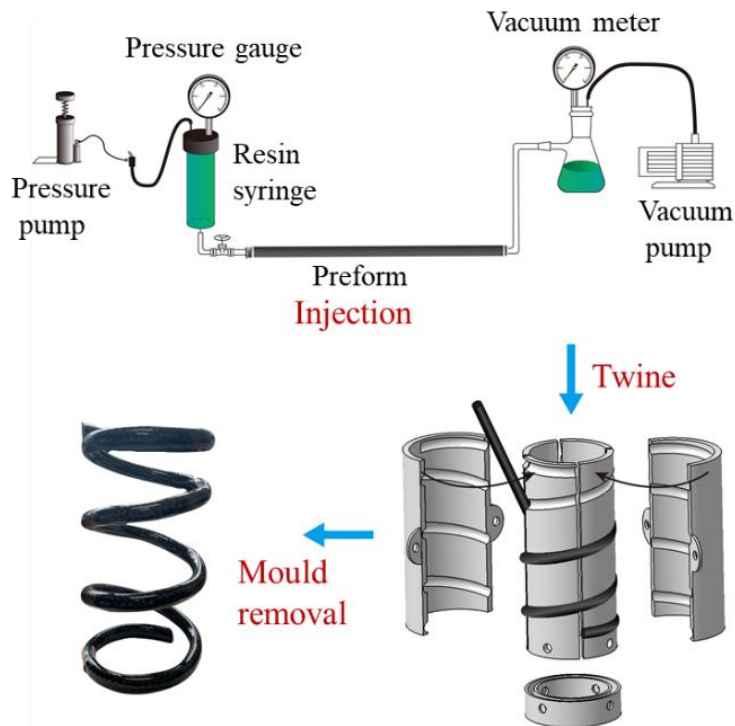 Pressure gauge
Vacuum meter
Resin
syringe
Pressure
pump
Vacuum
pump
Preform
Injection
Twine
Mould
removal